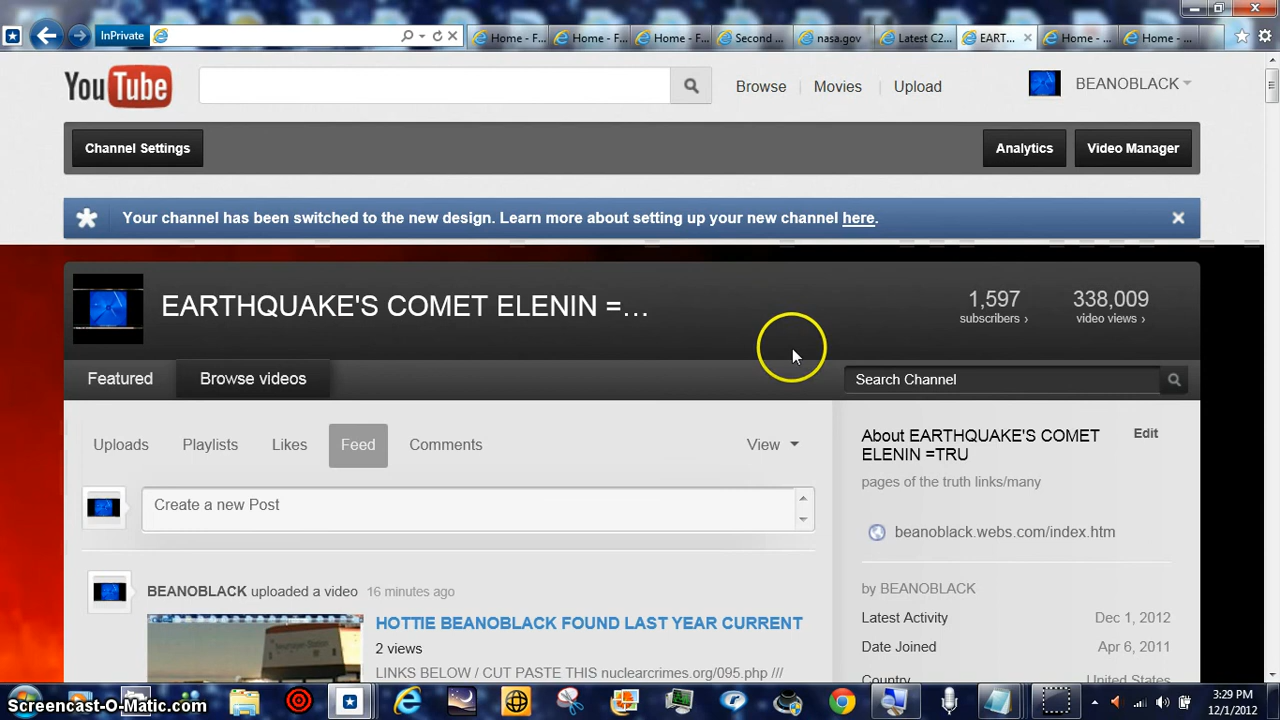 InPrivate
Home - F...
Home - F...
Home - F...
Second ...
nasa.gov
Latest C2...
EART...
Home - ...
Home - ...
YouTube
Browse
Movies
Upload
BEANOBLACK
Channel Settings
Analytics
Video Manager
Your channel has been switched to the new design. Learn more about setting up your new channel here.
EARTHQUAKE'S COMET ELENIN =...
1,597
subscribers ›
338,009
video views ›
Featured
Browse videos
Search Channel
Uploads
Playlists
Likes
Feed
Comments
View
Create a new Post
About EARTHQUAKE'S COMET
ELENIN =TRU
Edit
pages of the truth links/many
beanoblack.webs.com/index.htm
BEANOBLACK uploaded a video 16 minutes ago
HOTTIE BEANOBLACK FOUND LAST YEAR CURRENT
2 views
LINKS BELOW / CUT PASTE THIS nuclearcrimes.org/095.php ///
by BEANOBLACK
Latest Activity
Dec 1, 2012
Date Joined
Apr 6, 2011
Country
United States
Screencast-O-Matic.com
3:29 PM
12/1/2012